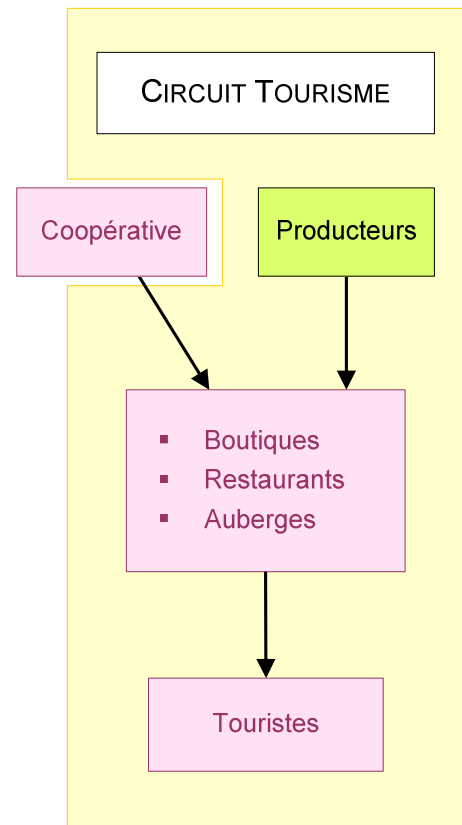 CIRCUIT TOURISME
Coopérative
Producteurs
▪ Boutiques
▪ Restaurants
▪ Auberges
Touristes